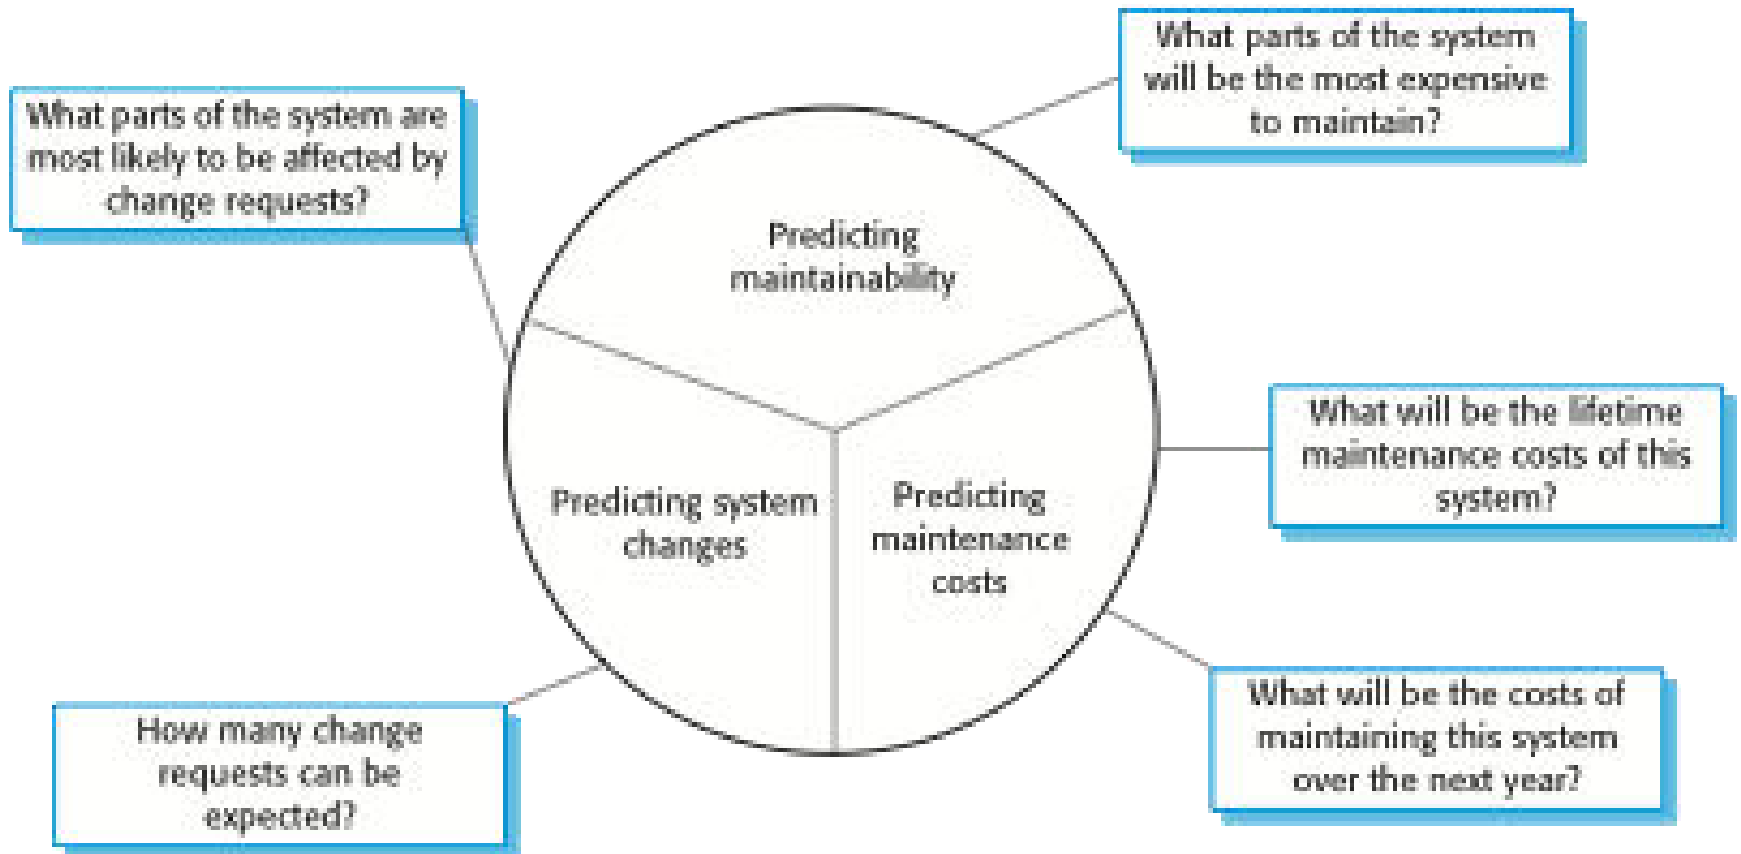 What parts of the system
will be the most expensive
to maintain?
What parts of the system are
most likely to be affected by
change requests?
Predicting
maintainability
What will be the lifetime
maintenance costs of this
system?
Predicting system
changes
Predicting
maintenance
costs
What will be the costs of
maintaining this system
over the next year?
How many change
requests can be
expected?